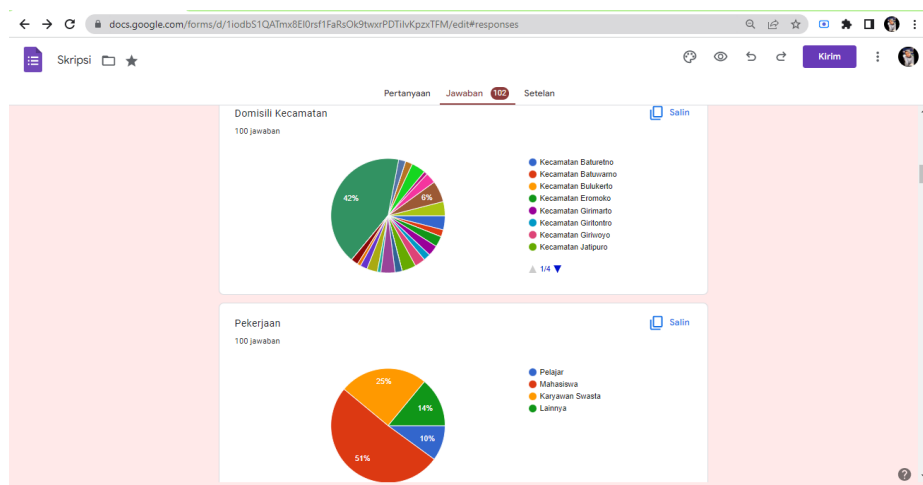 docs.google.com/forms/d/1iodbS1QATmx8EI0rsf1FaRsOk9twxrPDTilvKpzxTFM/edit#responses
Skripsi
Kirim
Pertanyaan Jawaban 102 Setelan
Domisili Kecamatan
Salin
100 jawaban
42%
6%
Kecamatan Baturetno
Kecamatan Batuwarno
Kecamatan Bulukerto
Kecamatan Eromoko
Kecamatan Girimarto
Kecamatan Giritontro
Kecamatan Giriwoyo
Kecamatan Jatipuro
1/4
Pekerjaan
Salin
100 jawaban
25%
14%
10%
51%
Pelajar
Mahasiswa
Karyawan Swasta
Lainnya